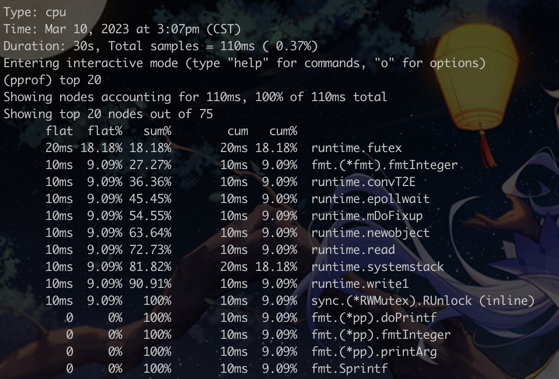 Type: cpu
Time: Mar 10, 2023 at 3:07pm (CST)
Duration: 30s, Total samples = 110ms ( 0.37%)
Entering interactive mode (type "help" for commands, "o" for options)
(pprof) top 20
Showing nodes accounting for 110ms, 100% of 110ms total
Showing top 20 nodes out of 75
flat flat% sum% cum cum%
20ms 18.18% 18.18% 20ms 18.18% runtime.futex
10ms 9.09% 27.27% 10ms 9.09% fmt.(*fmt).fmtInteger
10ms 9.09% 36.36% 10ms 9.09% runtime.convT2E
10ms 9.09% 45.45% 10ms 9.09% runtime.epollwait
10ms 9.09% 54.55% 10ms 9.09% runtime.mDoFixup
10ms 9.09% 63.64% 10ms 9.09% runtime.newobject
10ms 9.09% 72.73% 10ms 9.09% runtime.read
10ms 9.09% 81.82% 20ms 18.18% runtime.systemstack
10ms 9.09% 90.91% 10ms 9.09% runtime.write1
10ms 9.09% 100% 10ms 9.09% sync.(*RWMutex).RUnlock (inline)
0 0% 100% 10ms 9.09% fmt.(*pp).doPrintf
0 0% 100% 10ms 9.09% fmt.(*pp).fmtInteger
0 0% 100% 10ms 9.09% fmt.(*pp).printArg
0 0% 100% 10ms 9.09% fmt.Sprintf